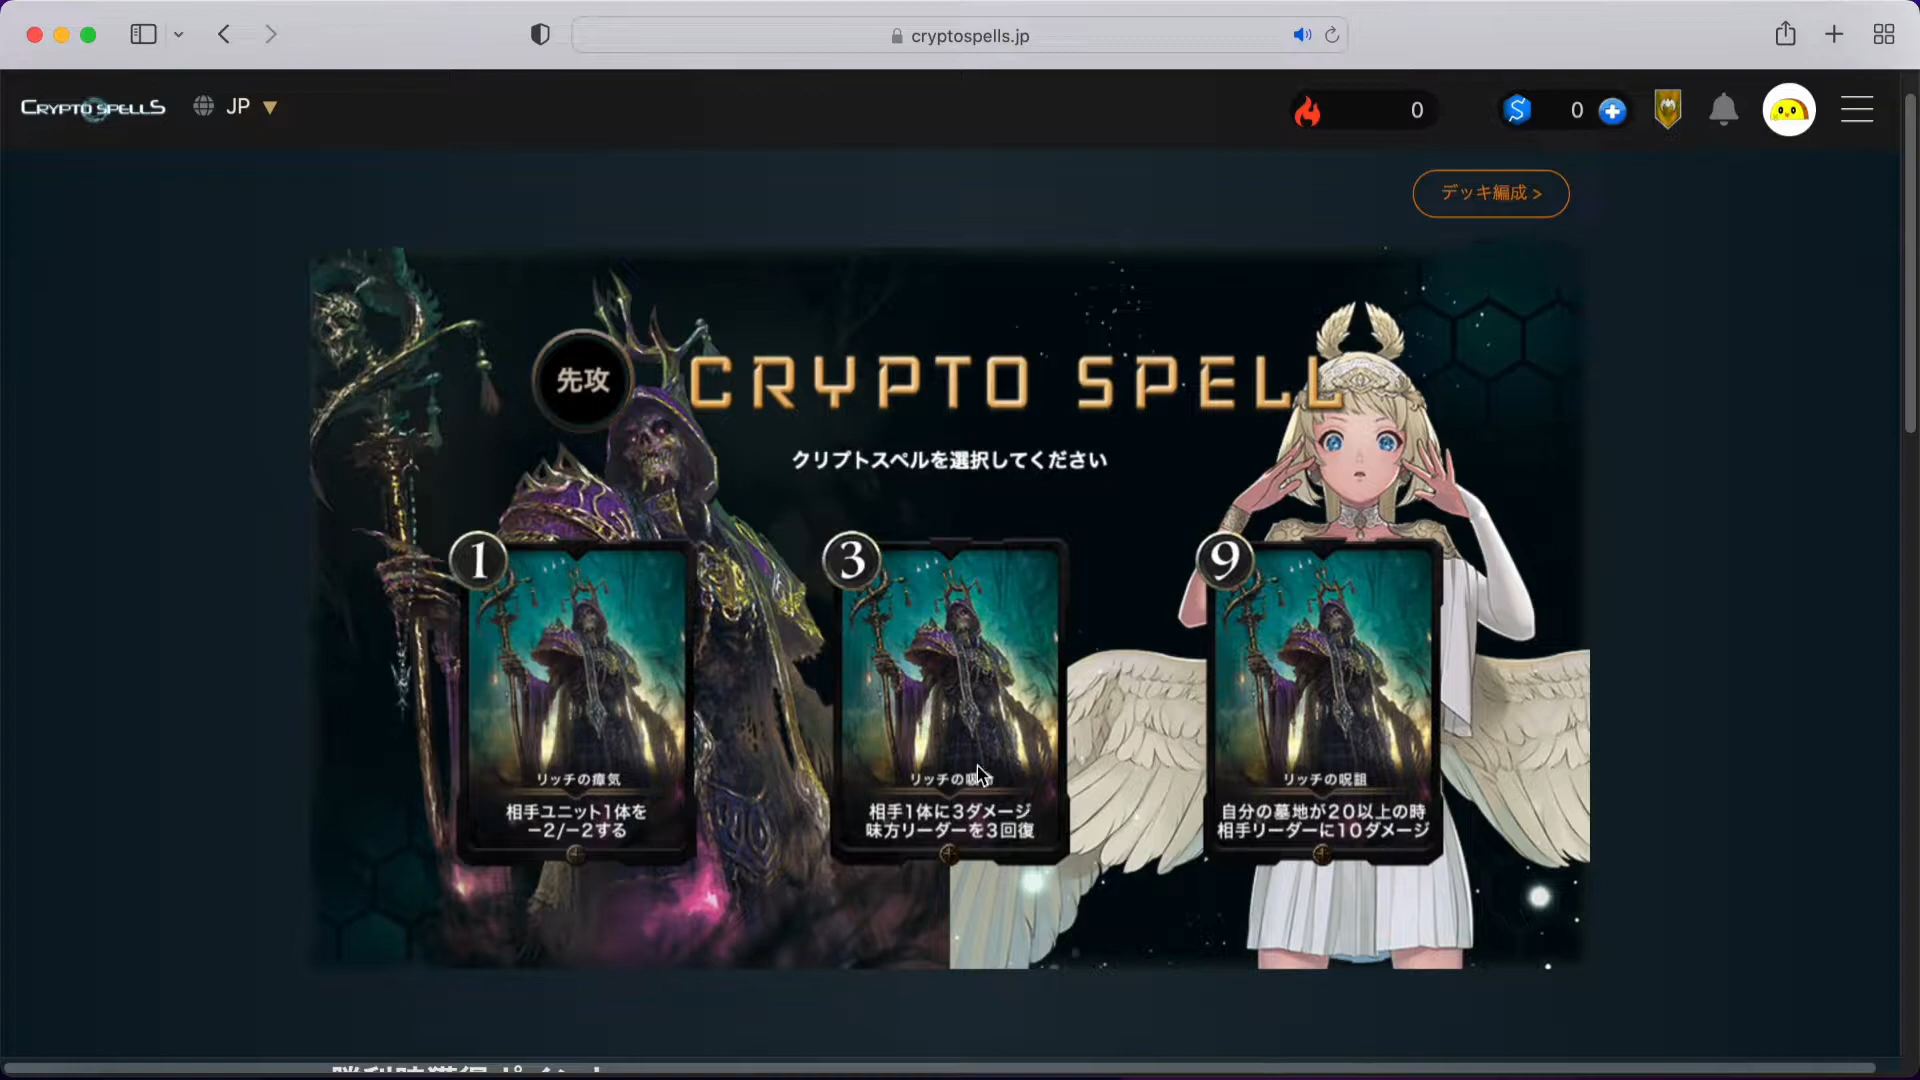 cryptospells.jp
CRYPTO SPELLS
JP
0
0
デッキ編成 >
先攻
CRYPTO SPELL
クリプトスペルを選択してください
1
リッチの瘴気
相手ユニット1体を
−2/−2する
3
リッチの
相手1体に3ダメージ
味方リーダーを3回復
9
リッチの呪詛
自分の墓地が20以上の時
相手リーダーに10ダメージ